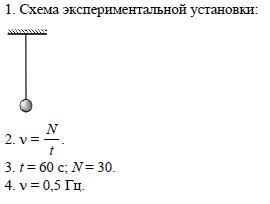 1. Схема экспериментальной установки:
2. ν = N/t.
3. t = 60 с; N = 30.
4. ν = 0,5 Гц.